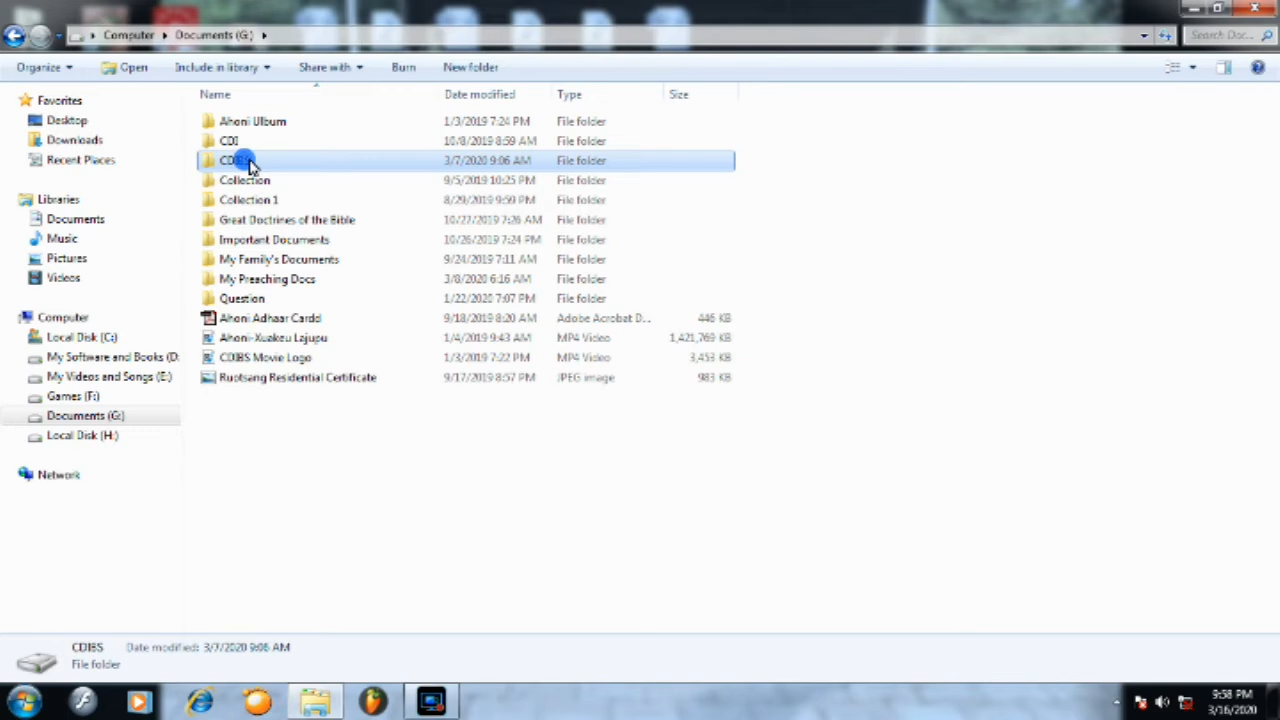 Computer Documents (G:)
Search Doc...
Organize Open Include in library Share with Burn New folder
Name Date modified Type Size
Favorites
Desktop
Downloads
Recent Places
Libraries
Documents
Music
Pictures
Videos
Computer
Local Disk (C:)
My Software and Books (D:
My Videos and Songs (E:)
Games (F:)
Documents (G:)
Local Disk (H:)
Network
Ahoni Ulbum 1/3/2019 7:24 PM File folder
CDI 10/8/2019 8:59 AM File folder
CDIBS 3/7/2020 9:06 AM File folder
Collection 9/5/2019 10:25 PM File folder
Collection 1 8/29/2019 9:59 PM File folder
Great Doctrines of the Bible 10/27/2019 7:26 AM File folder
Important Documents 10/26/2019 7:24 PM File folder
My Family's Documents 9/24/2019 7:11 AM File folder
My Preaching Docs 3/8/2020 6:16 AM File folder
Question 1/22/2020 7:07 PM File folder
Ahoni Adhaar Cardd 9/18/2019 8:20 AM Adobe Acrobat D... 446 KB
Ahoni-Xuakeu Lajupu 1/4/2019 9:43 AM MP4 Video 1,421,769 KB
CDIBS Movie Logo 1/3/2019 7:22 PM MP4 Video 3,453 KB
Ruotsang Residential Certificate 9/17/2019 8:57 PM JPEG image 983 KB
CDIBS Date modified: 3/7/2020 9:06 AM
File folder
9:58 PM
3/16/2020